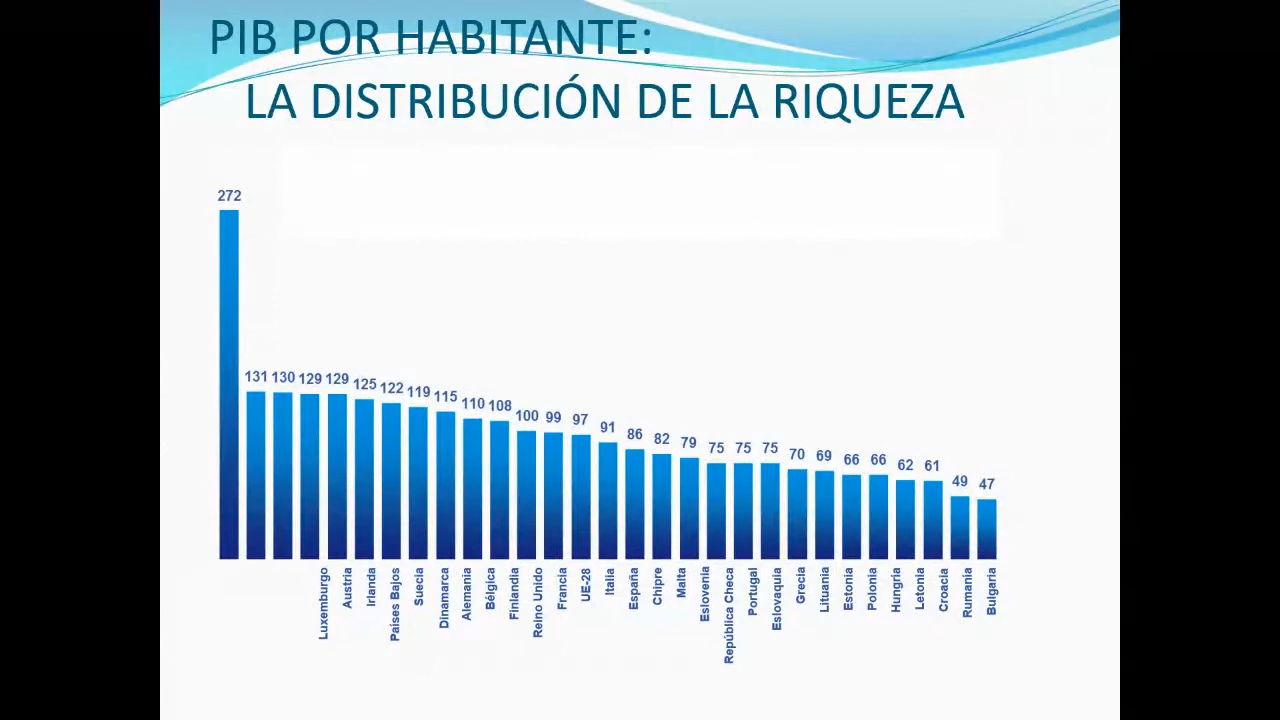 PIB POR HABITANTE:
LA DISTRIBUCIÓN DE LA RIQUEZA
272
131 130 129 129 125 122 119 115 110 108 100 99 97 91 86 82 79 75 75 75 70 69 66 66 62 61 49 47
Luxemburgo
Austria
Irlanda
Países Bajos
Suecia
Dinamarca
Alemania
Bélgica
Finlandia
Reino Unido
Francia
UE-28
Italia
España
Chipre
Malta
Eslovenia
República Checa
Portugal
Eslovaquia
Grecia
Lituania
Estonia
Polonia
Hungría
Letonia
Croacia
Rumanía
Bulgaria